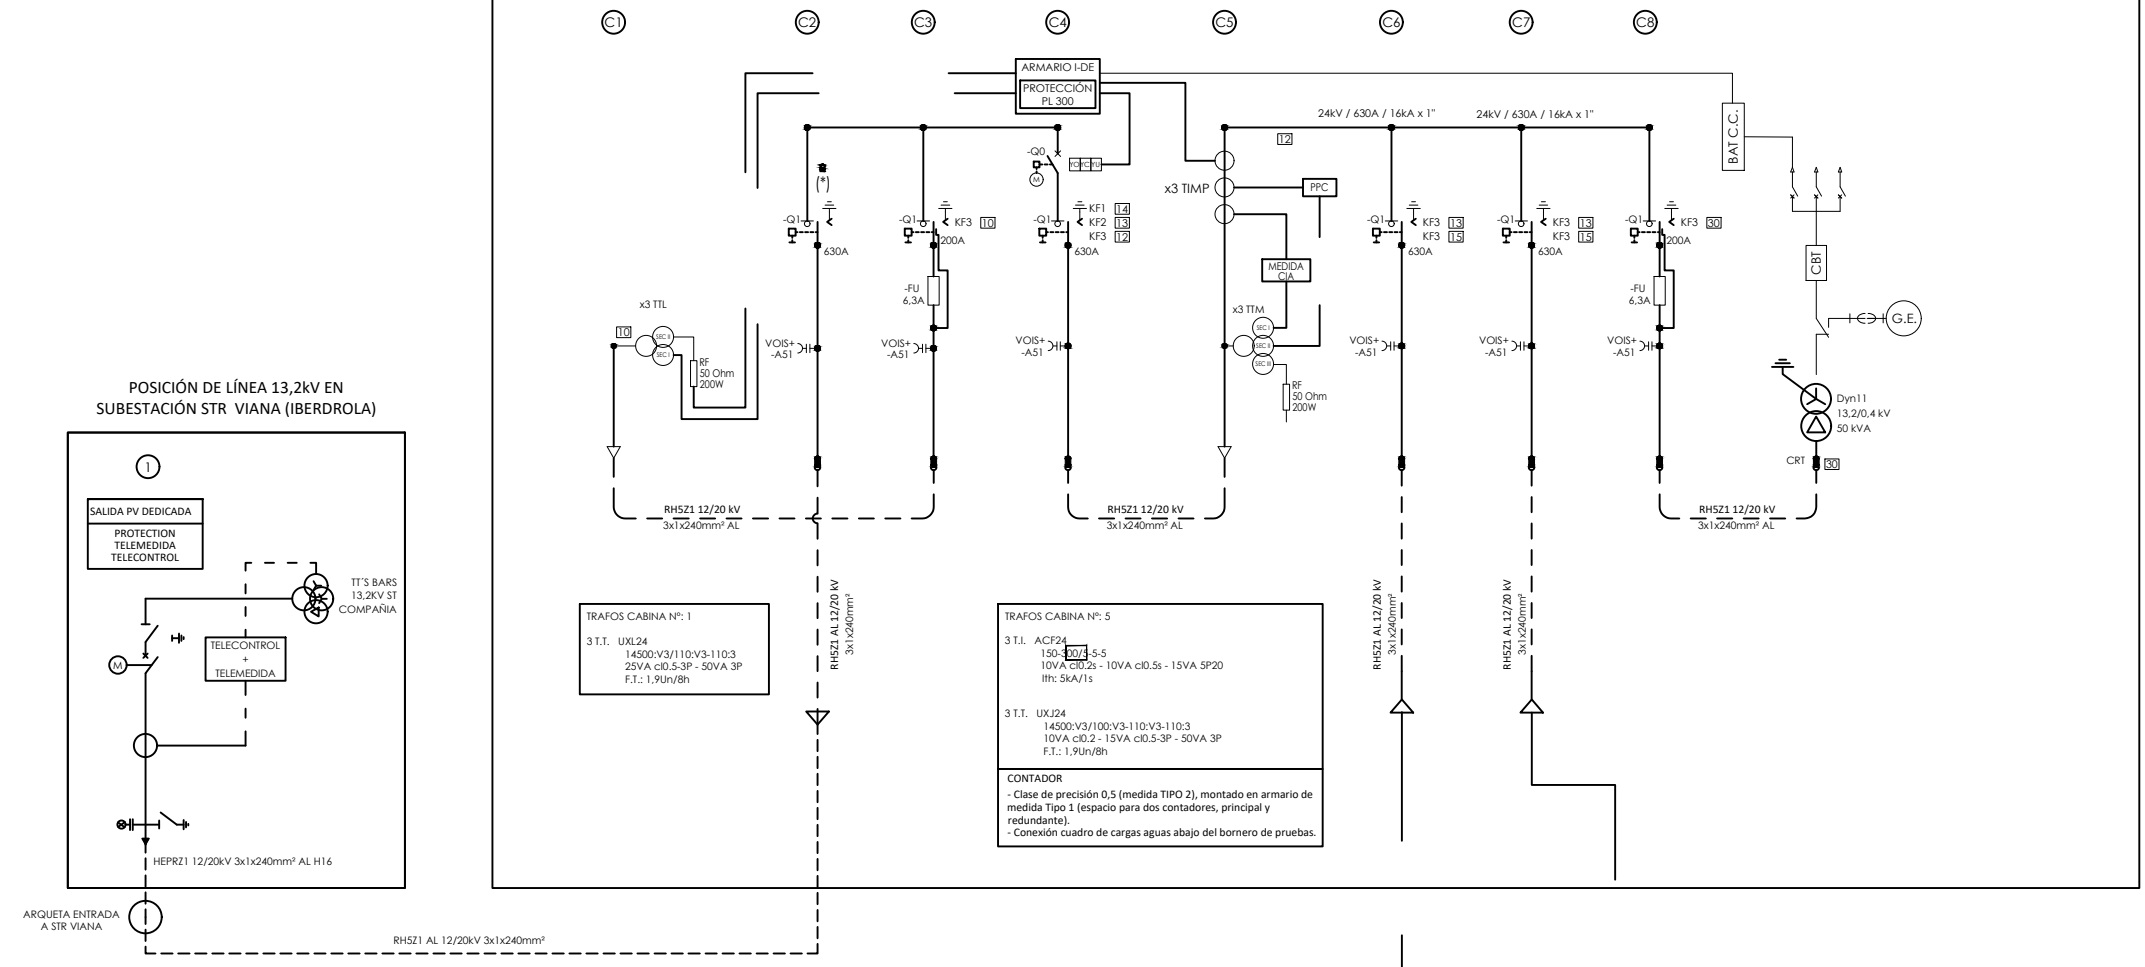 C1
C2
C3
C4
C5
C6
C7
C8
ARMARIO I-DE
PROTECCIÓN
PL 300
24kV / 630A / 16kA x 1"
24kV / 630A / 16kA x 1"
12
BAT C.C.
-Q0
M
YO YC YU
(*)
x3 TIMP
PPC
-Q1
630A
-Q1
KF3 10
200A
-Q1
KF1 14
KF2 13
KF3 12
630A
-Q1
KF3 13
KF3 15
630A
-Q1
KF3 13
KF3 15
630A
-Q1
KF3 30
200A
MEDIDA
CIA
CBT
-FU
6,3A
-FU
6,3A
x3 TTL
10
SEC II
SEC I
RF
50 Ohm
200W
VOIS+
-A51
VOIS+
-A51
VOIS+
-A51
x3 TTM
SEC I
SEC II
SEC III
RF
50 Ohm
200W
VOIS+
-A51
VOIS+
-A51
VOIS+
-A51
G.E.
Dyn11
13,2/0,4 kV
50 kVA
CRT
30
POSICIÓN DE LÍNEA 13,2kV EN
SUBESTACIÓN STR VIANA (IBERDROLA)
1
SALIDA PV DEDICADA
PROTECTION
TELEMEDIDA
TELECONTROL
TT´S BARS
13,2KV ST
COMPAÑIA
TELECONTROL
+
TELEMEDIDA
M
HEPRZ1 12/20kV 3x1x240mm² AL H16
ARQUETA ENTRADA
A STR VIANA
RH5Z1 AL 12/20kV 3x1x240mm²
RH5Z1 12/20 kV
3x1x240mm² AL
RH5Z1 12/20 kV
3x1x240mm² AL
RH5Z1 12/20 kV
3x1x240mm² AL
RH5Z1 AL 12/20 kV
3x1x240mm²
RH5Z1 AL 12/20 kV
3x1x240mm²
RH5Z1 AL 12/20 kV
3x1x240mm²
TRAFOS CABINA Nº: 1
3 T.T. UXL24
14500:V3/110:V3-110:3
25VA cl0.5-3P - 50VA 3P
F.T.: 1,9Un/8h
TRAFOS CABINA Nº: 5
3 T.I. ACF24
150-300/5-5-5
10VA cl0.2s - 10VA cl0.5s - 15VA 5P20
Ith: 5kA/1s
3 T.T. UXJ24
14500:V3/100:V3-110:V3-110:3
10VA cl0.2 - 15VA cl0.5-3P - 50VA 3P
F.T.: 1,9Un/8h
CONTADOR
- Clase de precisión 0,5 (medida TIPO 2), montado en armario de
medida Tipo 1 (espacio para dos contadores, principal y
redundante).
- Conexión cuadro de cargas aguas abajo del bornero de pruebas.